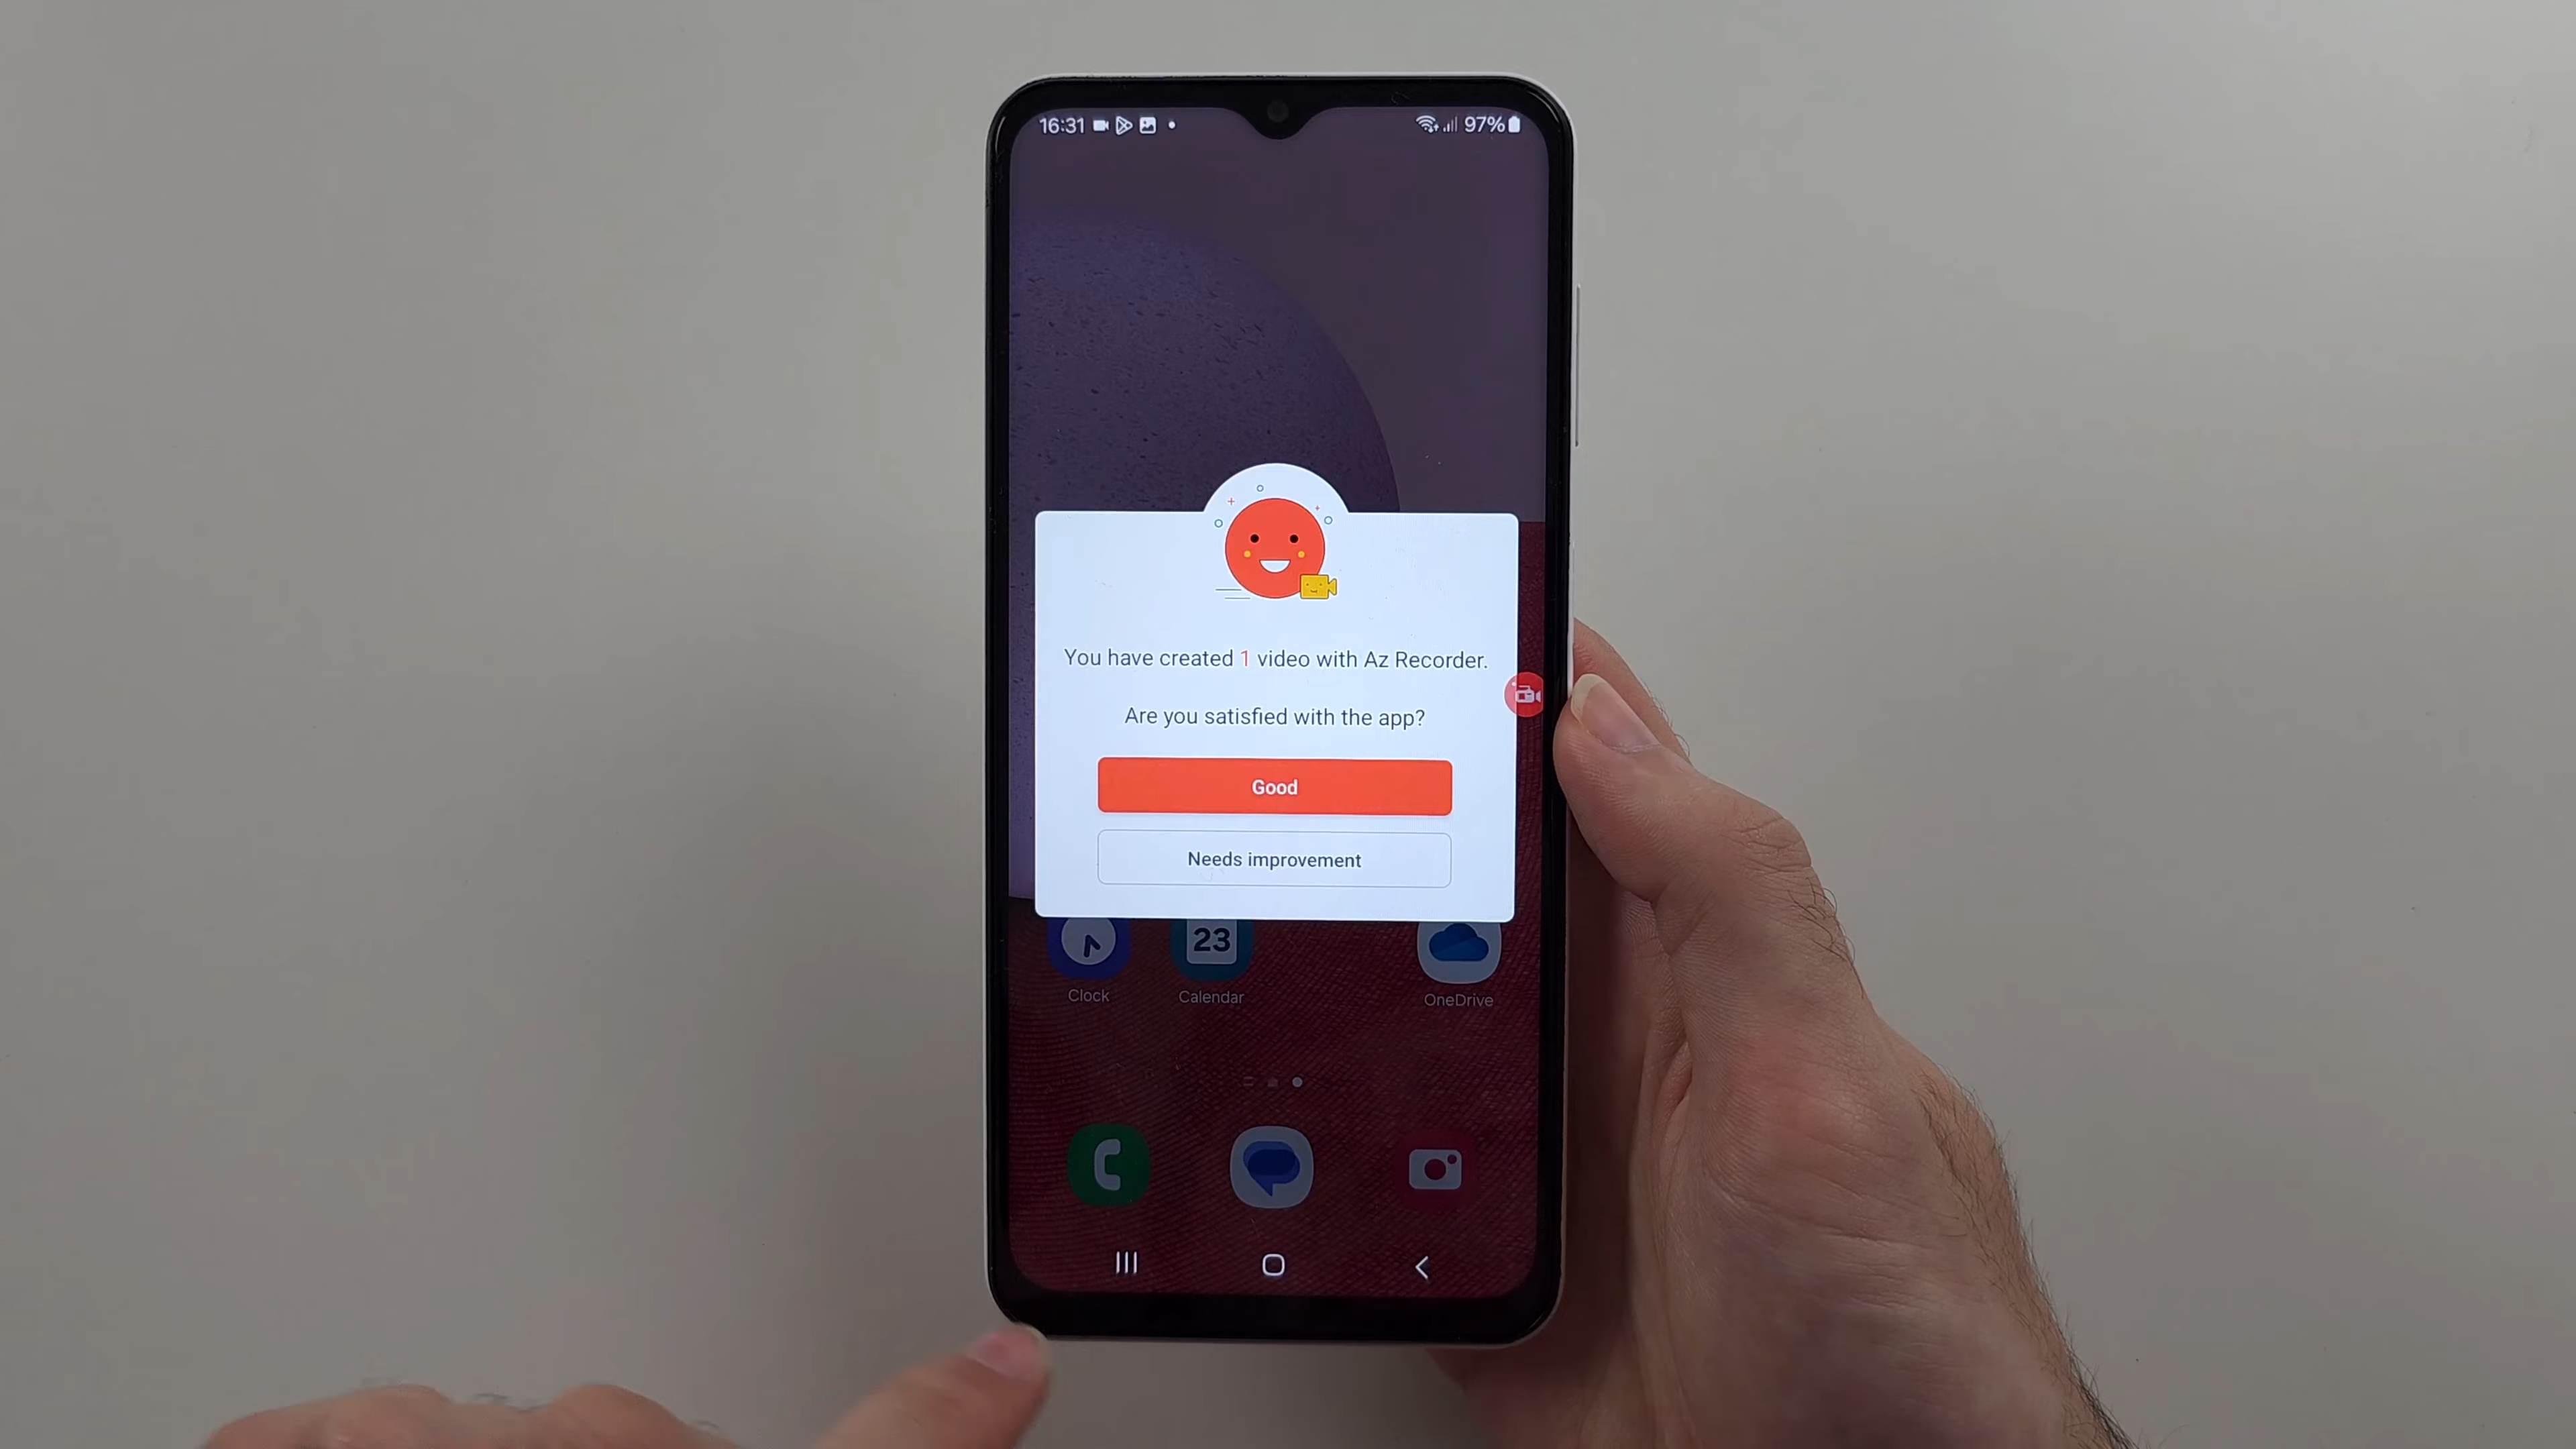 16:31 97%
You have created 1 video with Az Recorder.
Are you satisfied with the app?
Good
Needs improvement
23
Clock Calendar OneDrive